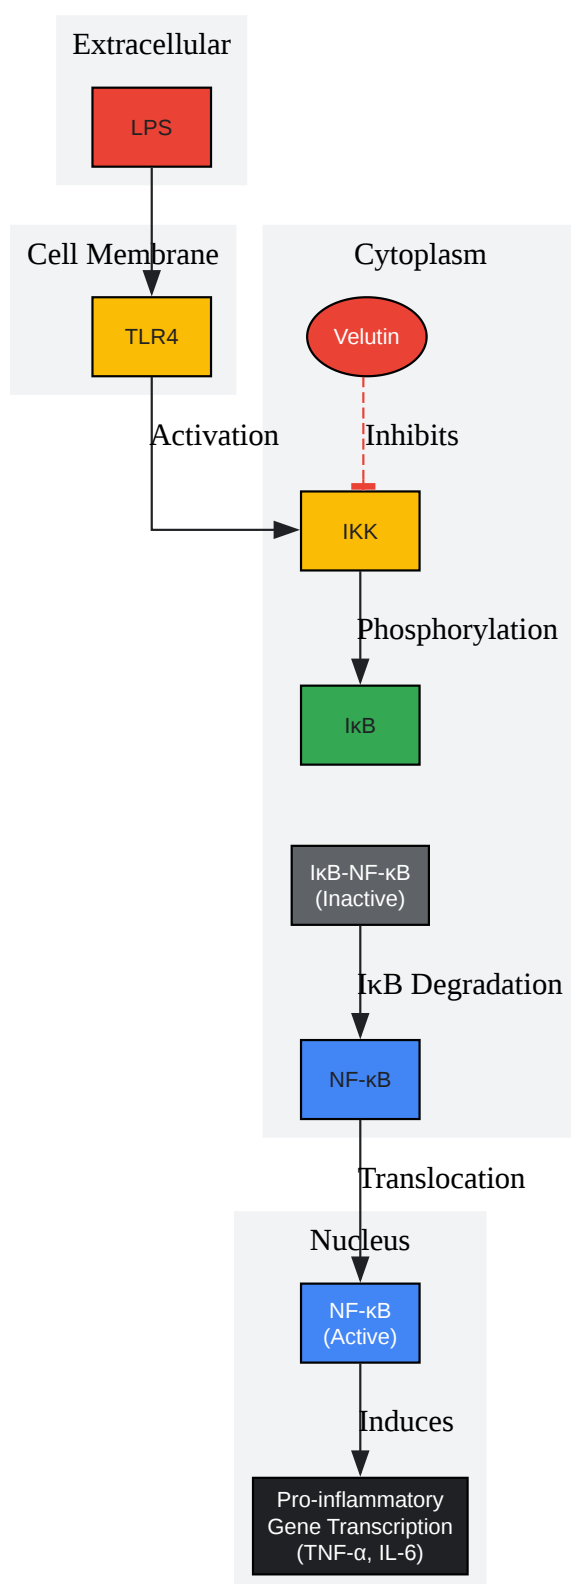 Extracellular
LPS
Cell Membrane
TLR4
Cytoplasm
Velutin
Activation
Inhibits
IKK
Phosphorylation
IκB
IκB-NF-κB
(Inactive)
IκB Degradation
NF-κB
Translocation
Nucleus
NF-κB
(Active)
Induces
Pro-inflammatory
Gene Transcription
(TNF-α, IL-6)